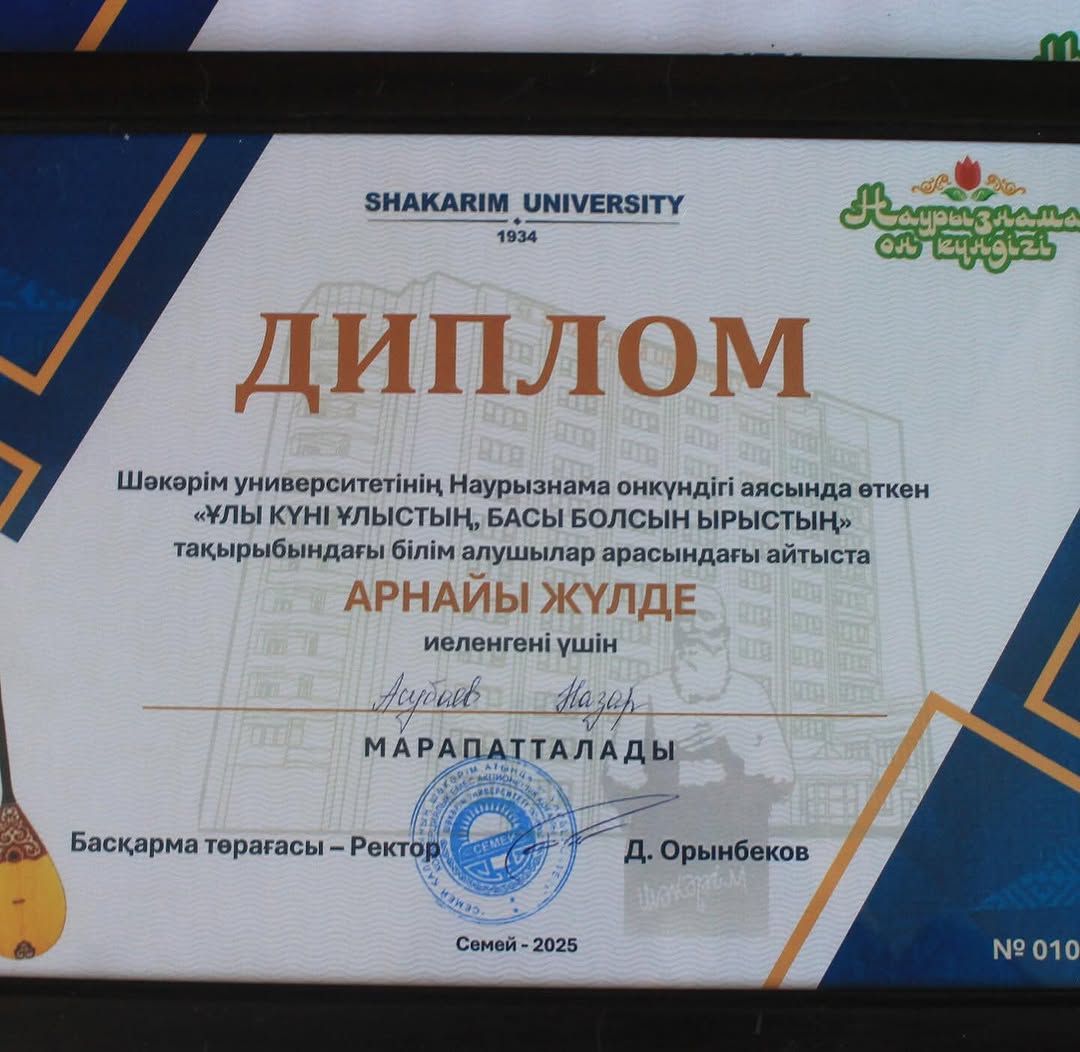 SHAKARIM UNIVERSITY
1934
Наурызнама
он күндігі
ДИПЛОМ
Шәкәрім университетінің Наурызнама онкүндігі аясында өткен
«ҰЛЫ КҮНІ ҰЛЫСТЫҢ, БАСЫ БОЛСЫН ЫРЫСТЫҢ»
тақырыбындағы білім алушылар арасындағы айтыста
АРНАЙЫ ЖҮЛДЕ
иеленгені үшін
Асубаев Назар
МАРАПАТТАЛАДЫ
Басқарма төрағасы – Ректор
СЕМЕЙ
Д. Орынбеков
Шәкәрім
Семей - 2025
№ 010